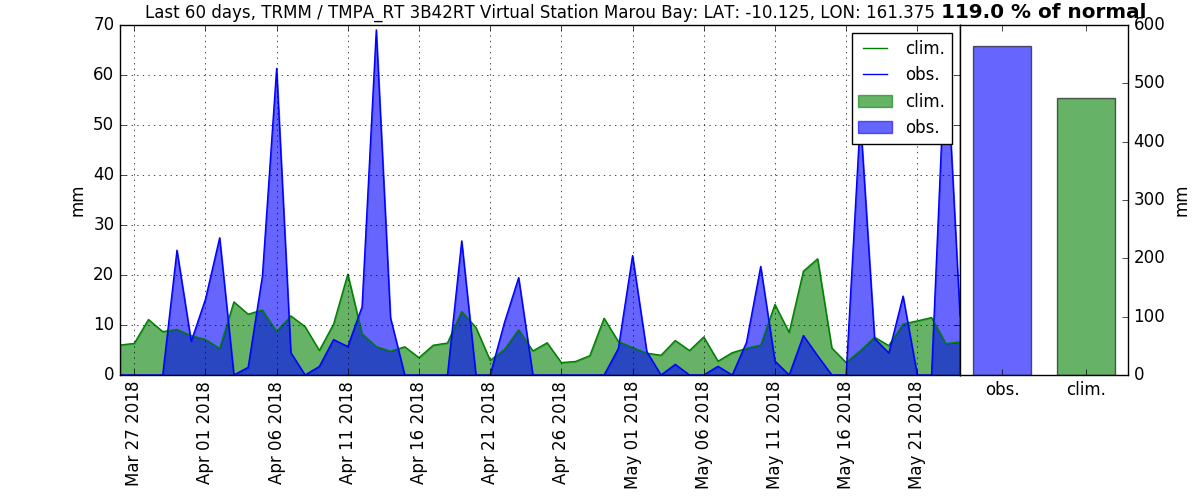 Last 60 days, TRMM / TMPA_RT 3B42RT Virtual Station Marou Bay: LAT: -10.125, LON: 161.375 119.0 % of normal
70
60
50
40
30
20
10
0
mm
clim.
obs.
clim.
obs.
600
500
400
300
200
100
0
mm
obs. clim.
Mar 27 2018
Apr 01 2018
Apr 06 2018
Apr 11 2018
Apr 16 2018
Apr 21 2018
Apr 26 2018
May 01 2018
May 06 2018
May 11 2018
May 16 2018
May 21 2018